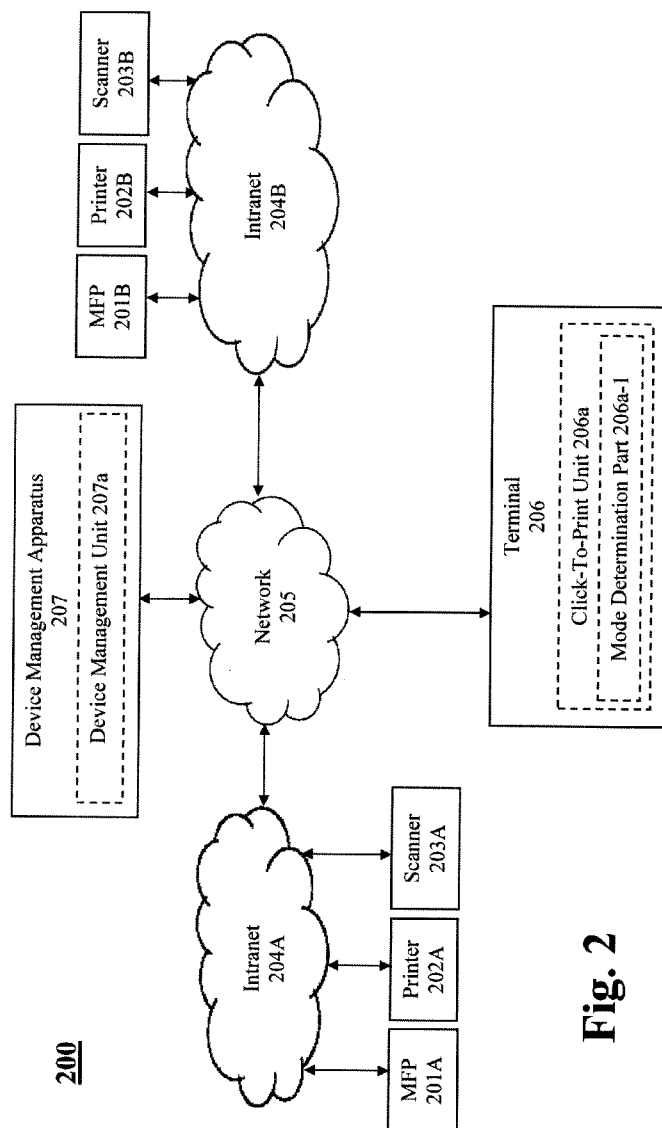 200
Device Management Apparatus
207
Device Management Unit 207a
MFP
201B
Printer
202B
Scanner
203B
Intranet
204A
Network
205
Intranet
204B
MFP
201A
Printer
202A
Scanner
203A
Terminal
206
Click-To-Print Unit 206a
Mode Determination Part 206a-1
Fig. 2